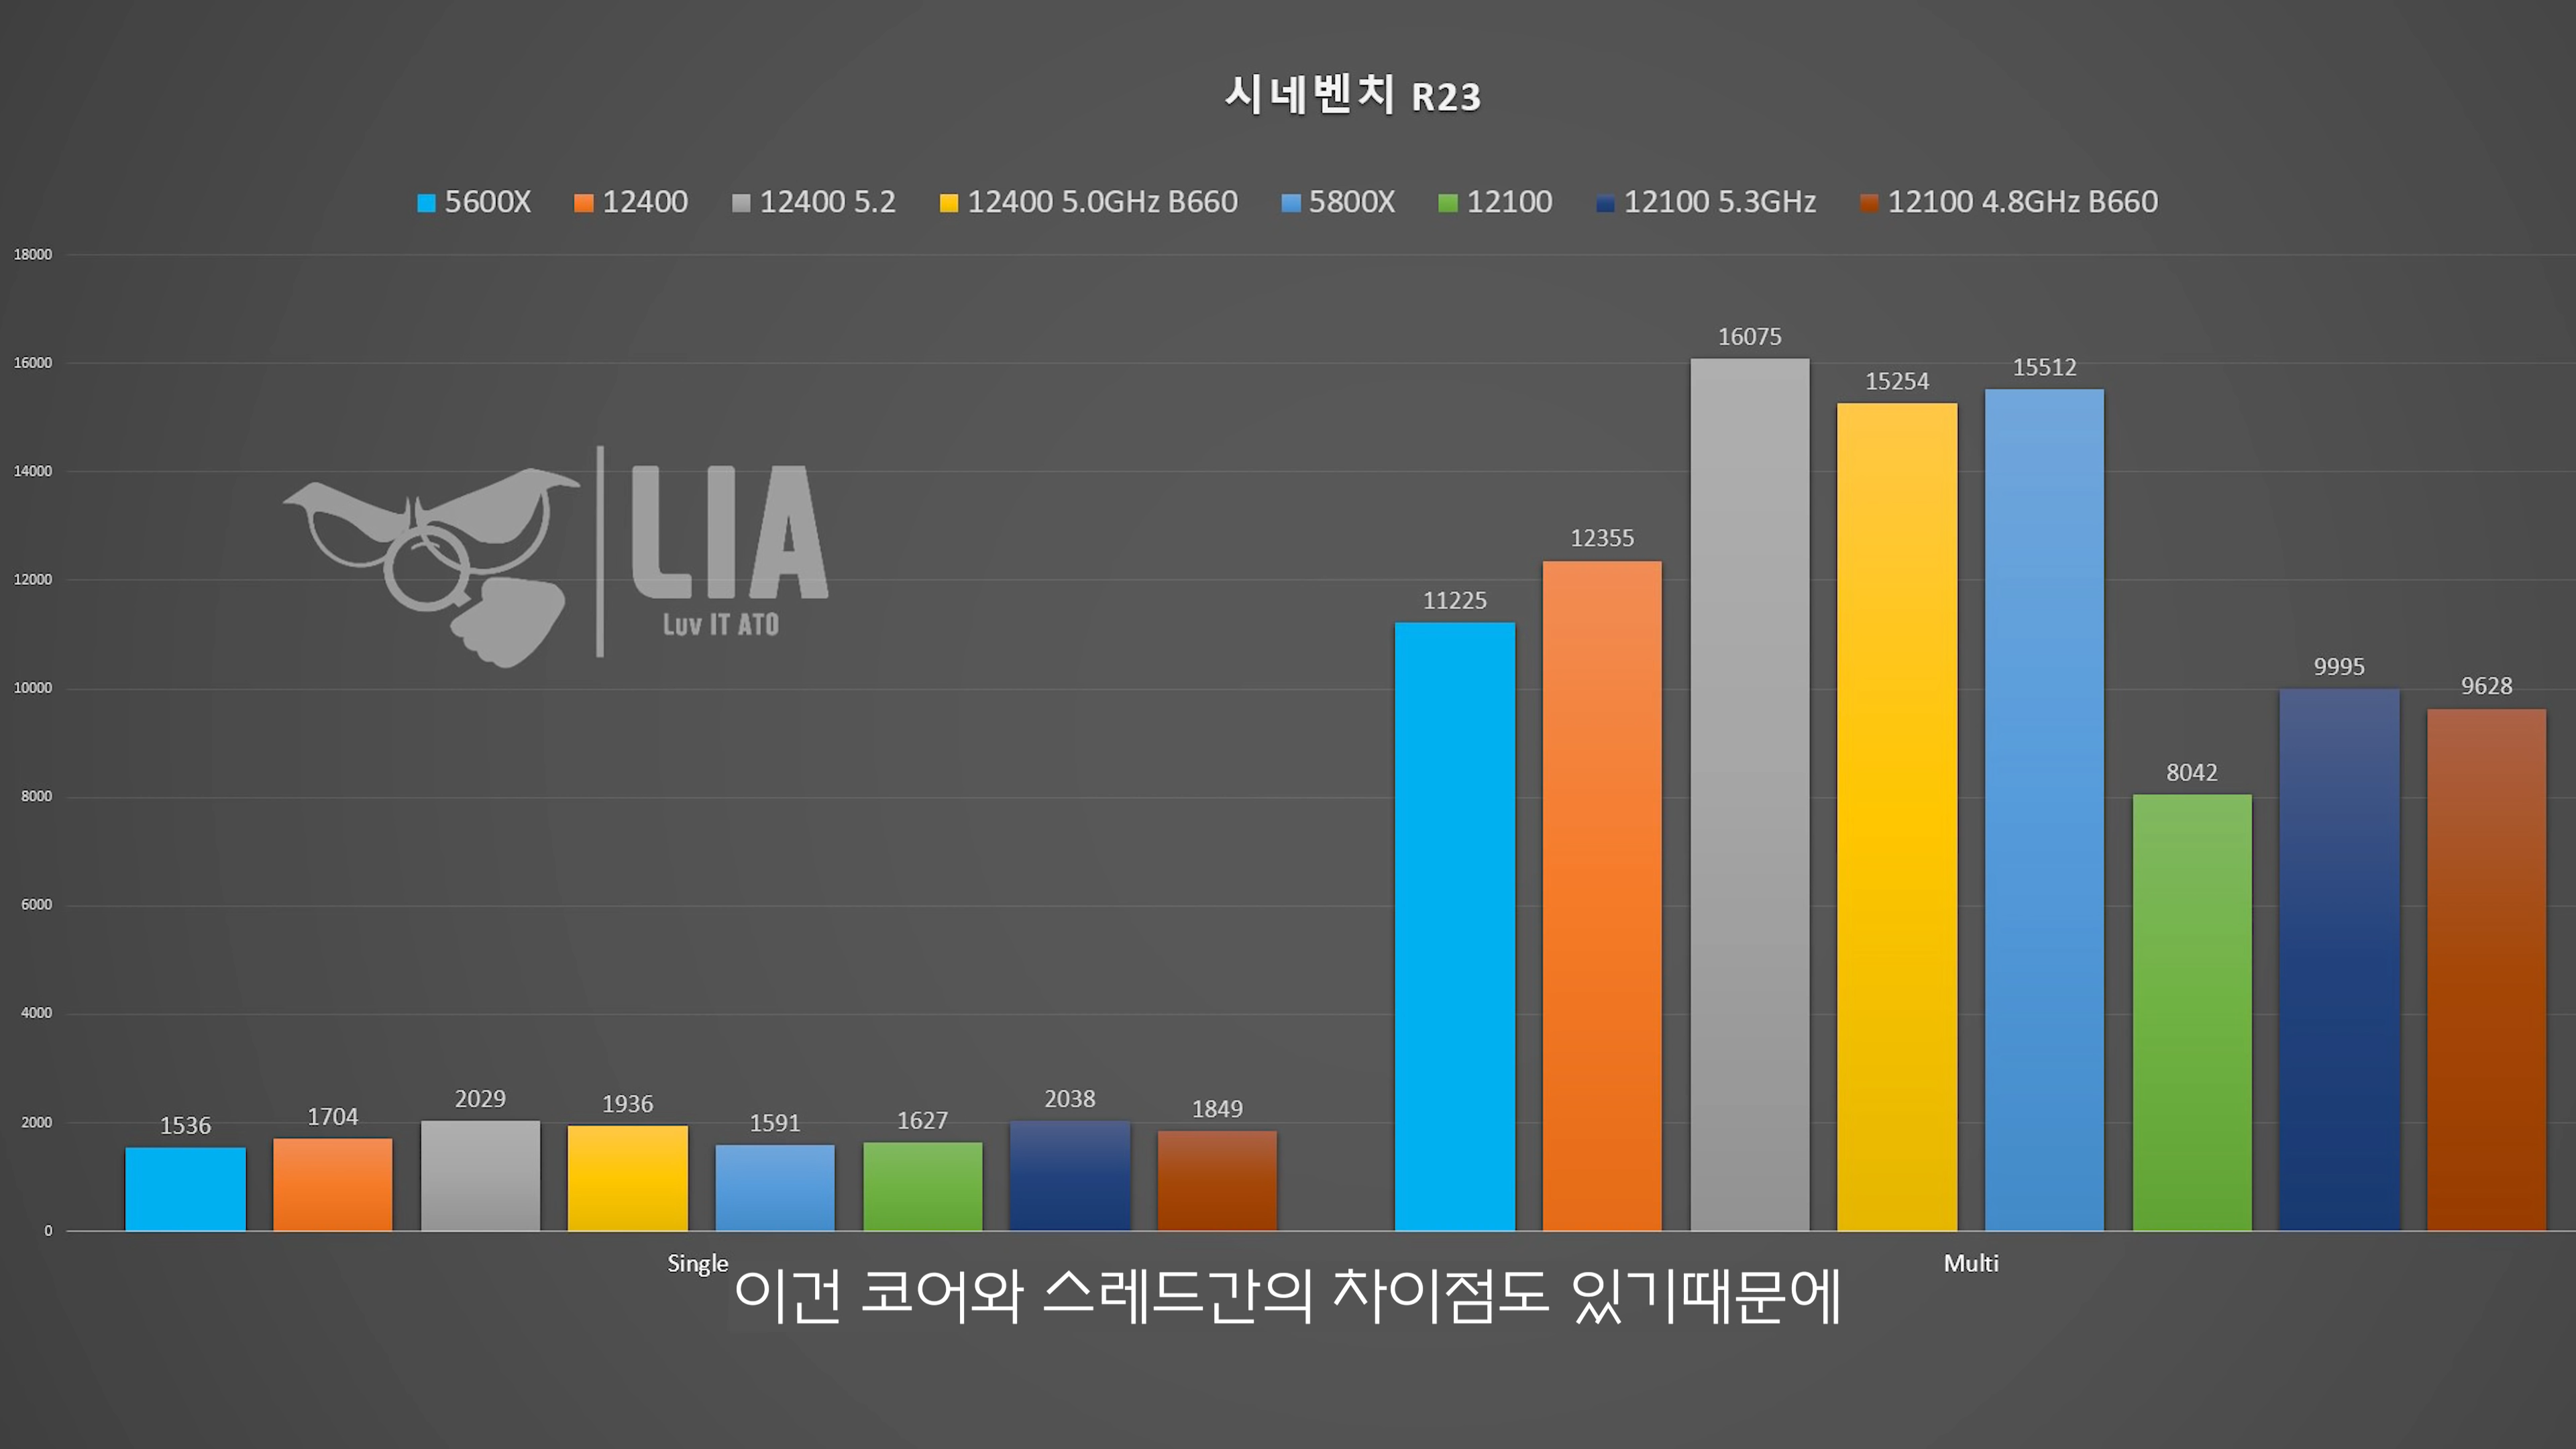 시네벤치 R23
5600X 12400 12400 5.2 12400 5.0GHz B660 5800X 12100 12100 5.3GHz 12100 4.8GHz B660
18000
16000
14000
12000
10000
8000
6000
4000
2000
0
LIA
Luv IT ATO
1536 1704 2029 1936 1591 1627 2038 1849
11225 12355 16075 15254 15512 8042 9995 9628
Single Multi
이건 코어와 스레드간의 차이점도 있기때문에